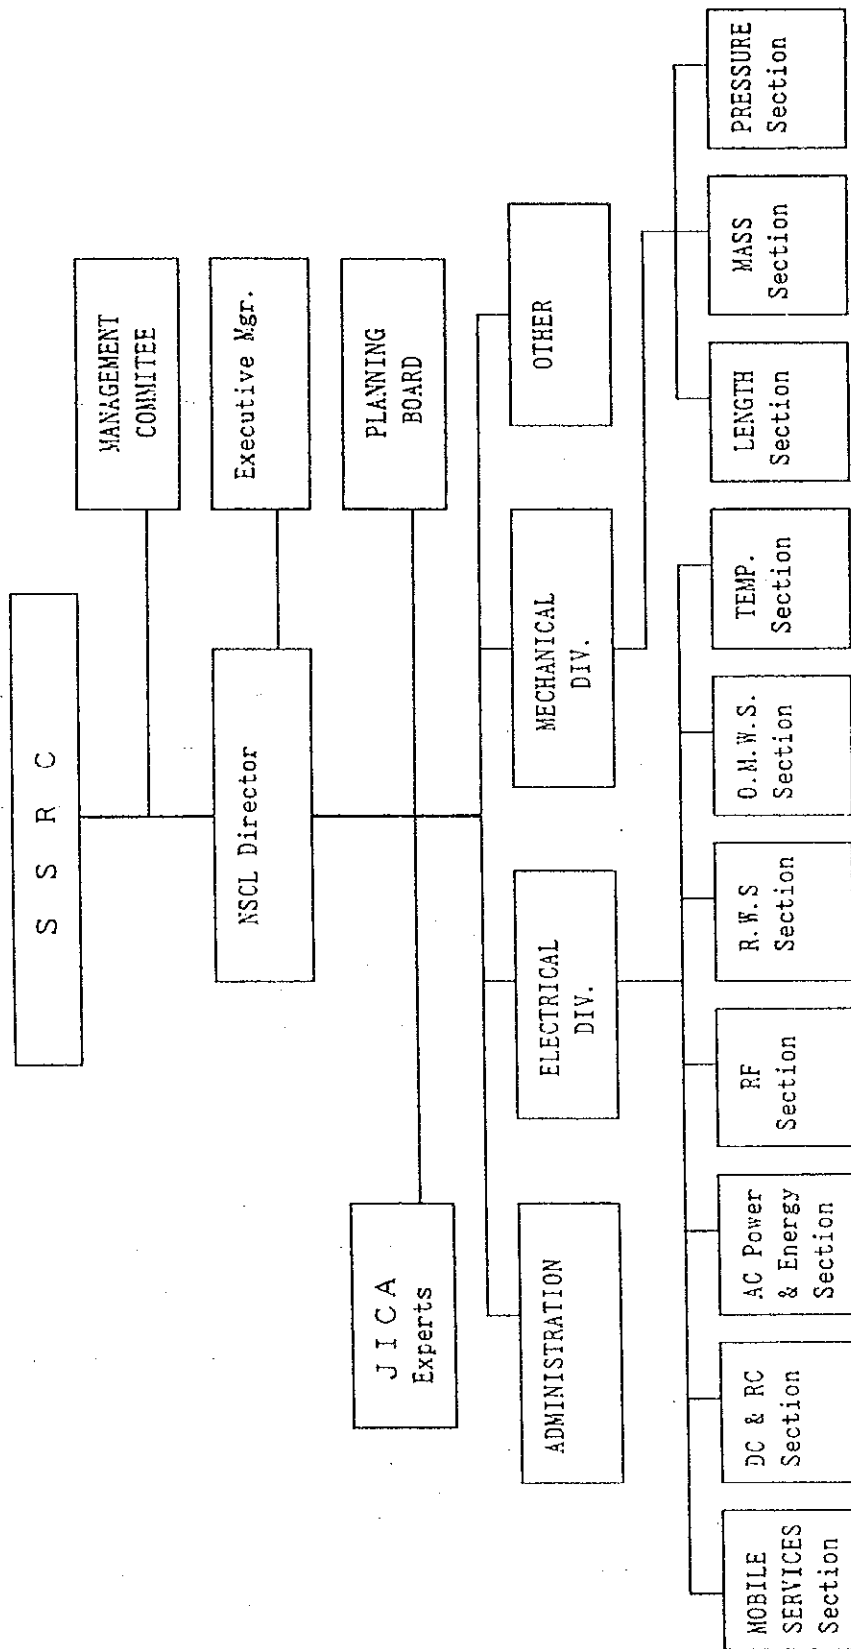 S S R C
MANAGEMENT
COMMITEE
NSCL Director
Executive Mgr.
PLANNING
BOARD
J I C A
Experts
ADMINISTRATION
ELECTRICAL
DIV.
MECHANICAL
DIV.
OTHER
MOBILE
SERVICES
Section
DC & RC
Section
AC Power
& Energy
Section
RF
Section
R.W.S
Section
O.M.W.S.
Section
TEMP.
Section
LENGTH
Section
MASS
Section
PRESSURE
Section